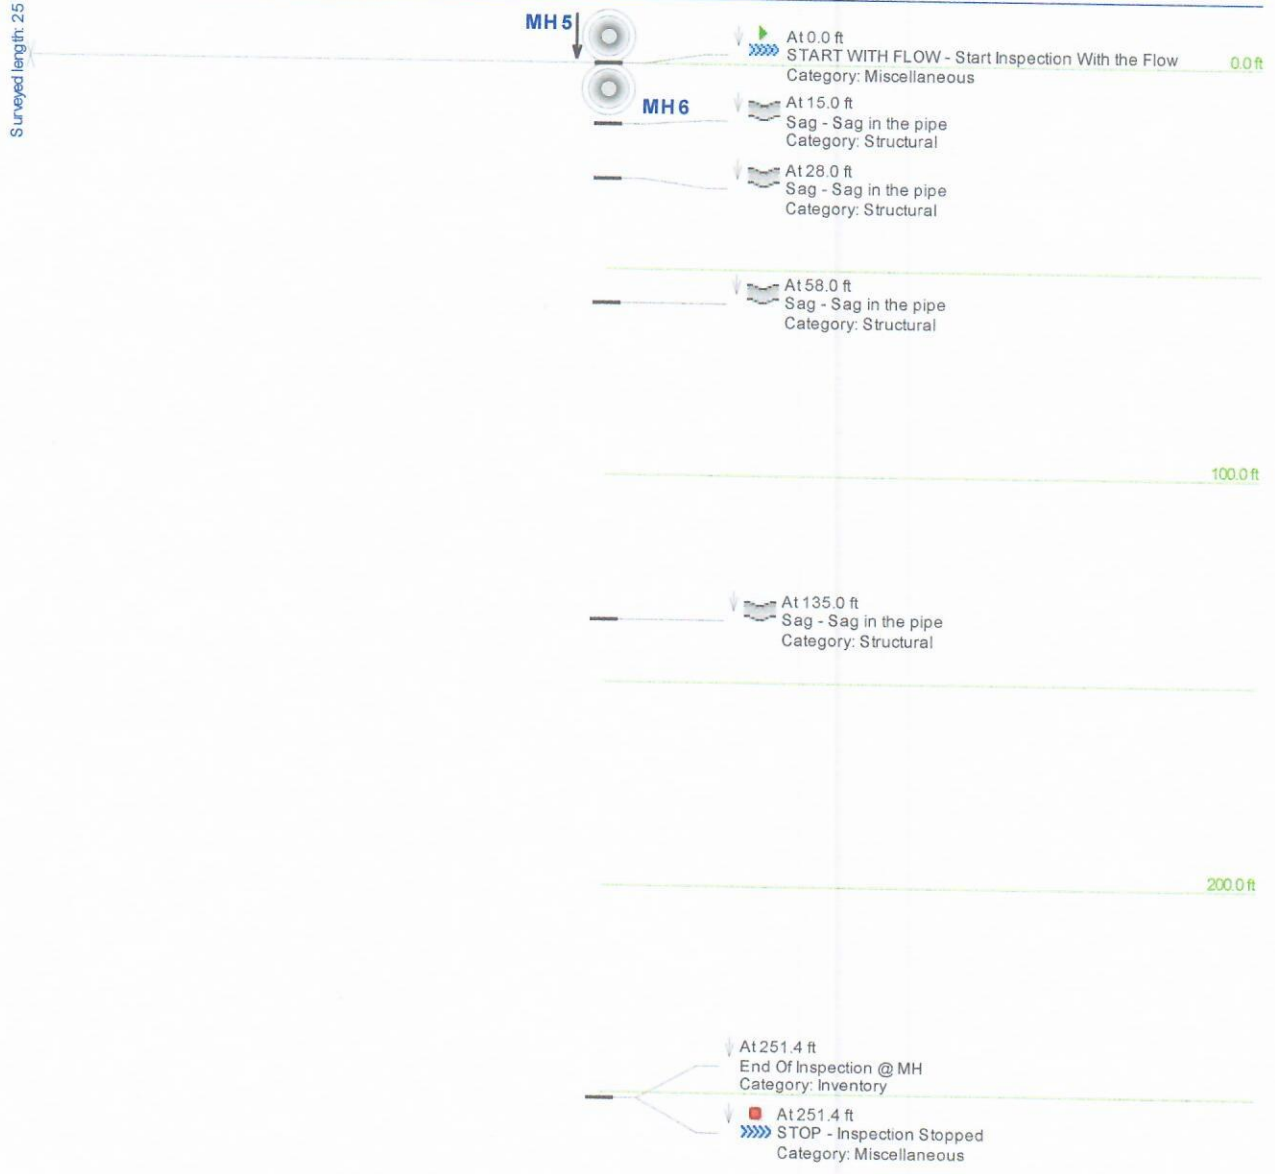 Surveyed length: 25
MH 5
At 0.0 ft
START WITH FLOW - Start Inspection With the Flow
0.0 ft
Category: Miscellaneous
MH 6
At 15.0 ft
Sag - Sag in the pipe
Category: Structural
At 28.0 ft
Sag - Sag in the pipe
Category: Structural
At 58.0 ft
Sag - Sag in the pipe
Category: Structural
100.0 ft
At 135.0 ft
Sag - Sag in the pipe
Category: Structural
200.0 ft
At 251.4 ft
End Of Inspection @ MH
Category: Inventory
At 251.4 ft
STOP - Inspection Stopped
Category: Miscellaneous